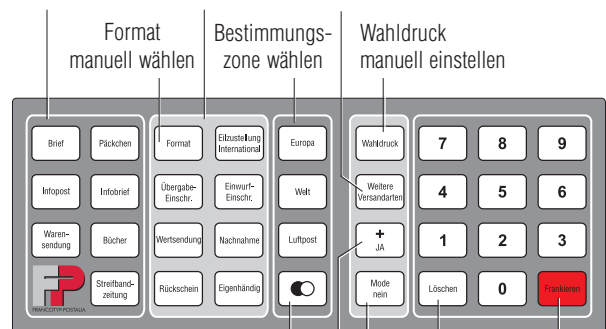 Format
manuell wählen
Bestimmungs-
zone wählen
Wahldruck
manuell einstellen
Brief
Päckchen
Format
Eilzustellung
International
Europa
Wahldruck
7
8
9
Infopost
Infobrief
Übergabe-
Einschr.
Einwurf-
Einschr.
Welt
Weitere
Versandarten
4
5
6
Waren-
sendung
Bücher
Wertsendung
Nachnahme
Luftpost
+
JA
1
2
3
FP
FRANCOTYP-POSTALIA
Streifband-
zeitung
Rückschein
Eigenhändig
Mode
nein
Löschen
0
Frankieren